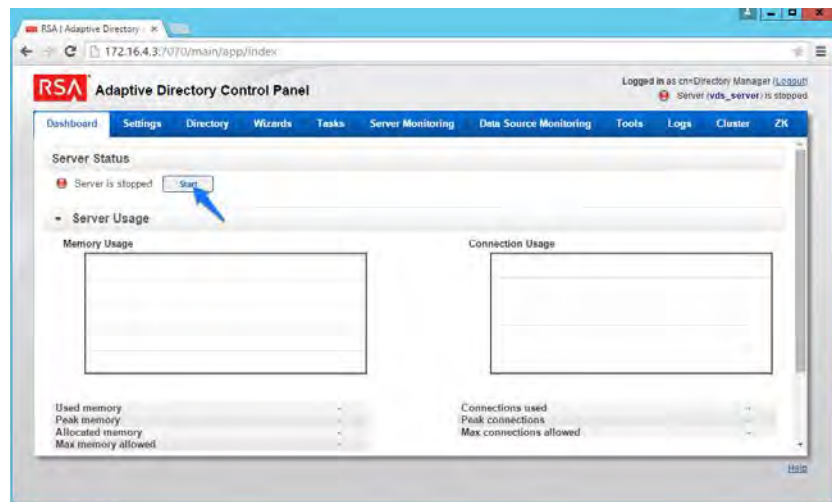 RSA | Adaptive Directory
172.16.4.3:7070/main/app/index
RSA Adaptive Directory Control Panel
Logged in as cn=Directory Manager (Logout)
Server (vds_server) is stopped
Dashboard Settings Directory Wizards Tasks Server Monitoring Data Source Monitoring Tools Logs Cluster ZK
Server Status
Server is stopped Start
Server Usage
Memory Usage Connection Usage
Used memory - Connections used -
Peak memory - Peak connections -
Allocated memory - Max connections allowed -
Max memory allowed -
Help